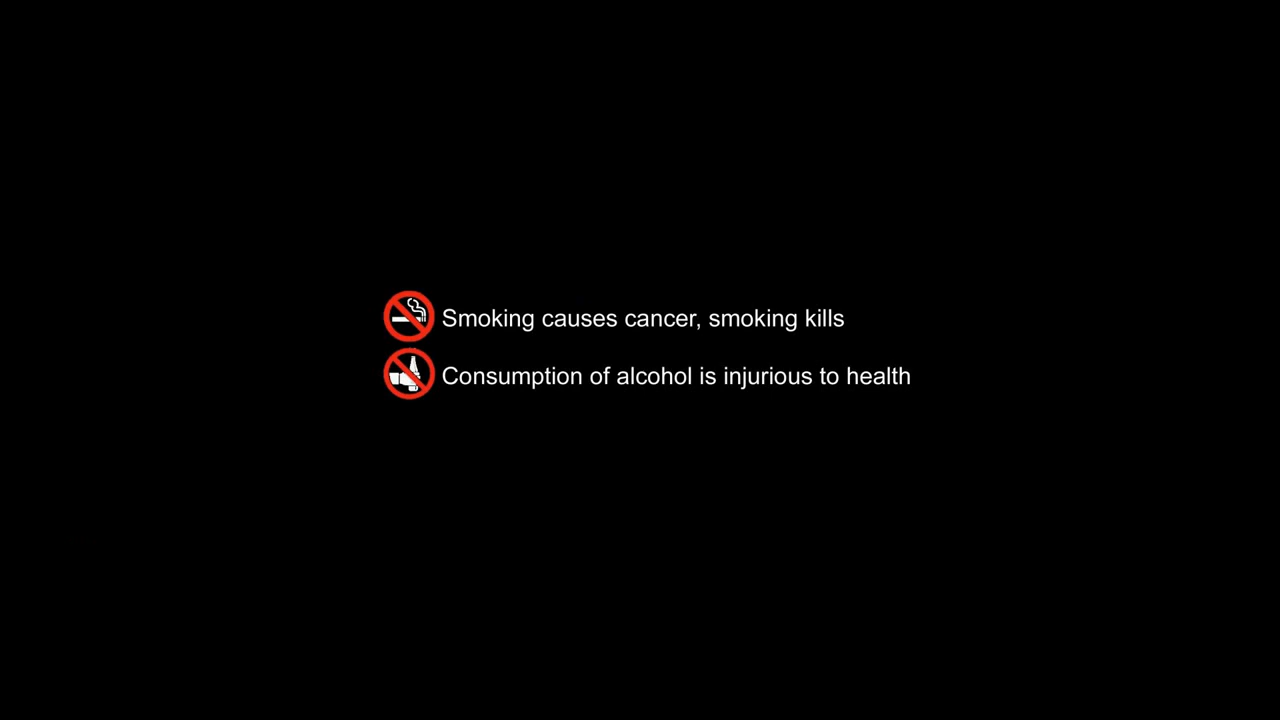 Smoking causes cancer, smoking kills
Consumption of alcohol is injurious to health